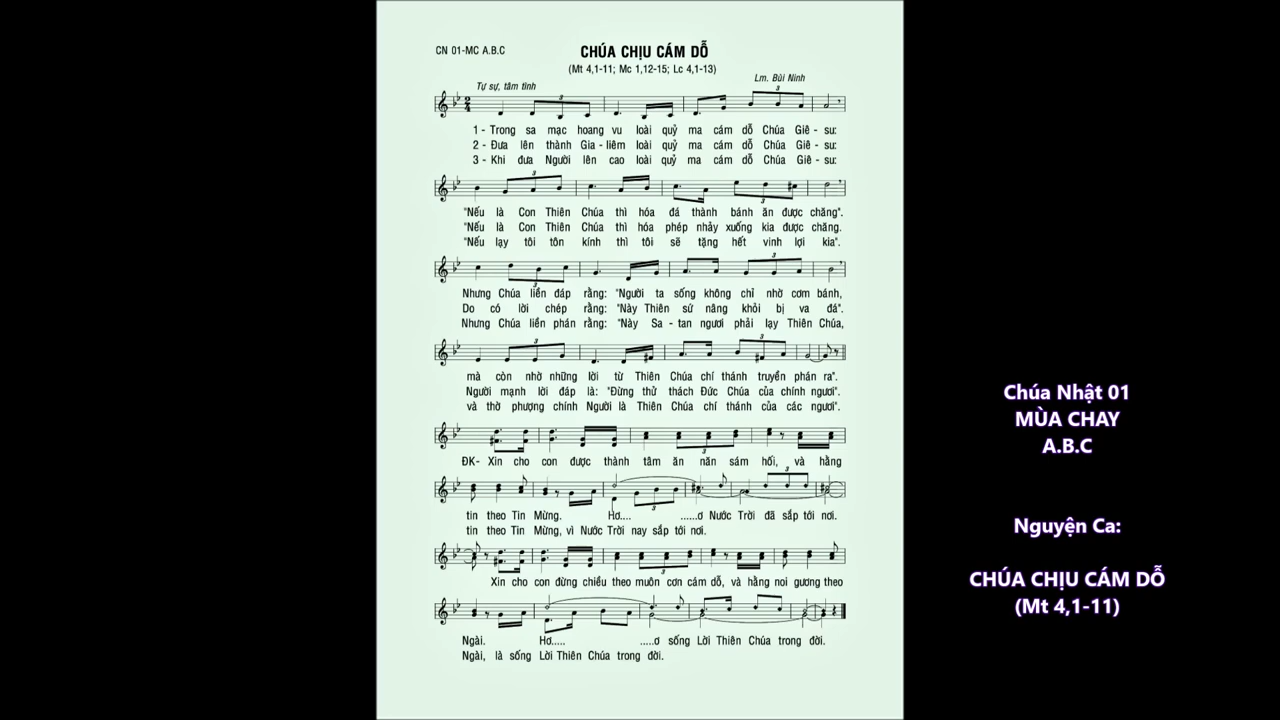 CN 01-MC A.B.C
CHÚA CHỊU CÁM DỖ
(Mt 4,1-11; Mc 1,12-15; Lc 4,1-13)
Tự sự, tâm tình
Lm. Bùi Ninh
1 - Trong sa mạc hoang vu loài quỷ ma cám dỗ Chúa Giê - su:
2 - Đưa lên thành Gia - liêm loài quỷ ma cám dỗ Chúa Giê - su:
3 - Khi đưa Người lên cao loài quỷ ma cám dỗ Chúa Giê - su:
"Nếu là Con Thiên Chúa thì hóa đá thành bánh ăn được chăng".
"Nếu là Con Thiên Chúa thì hóa phép nhảy xuống kia được chăng.
"Nếu lạy tôi tôn kính thì tôi sẽ tặng hết vinh lợi kia".
Nhưng Chúa liền đáp rằng: "Người ta sống không chỉ nhờ cơm bánh,
Do có lời chép rằng: "Này Thiên sứ nâng khỏi bị va đá".
Nhưng Chúa liền phán rằng: "Này Sa - tan ngươi phải lạy Thiên Chúa,
mà còn nhờ những lời từ Thiên Chúa chí thánh truyền phán ra".
Người mạnh lời đáp là: "Đừng thử thách Đức Chúa của chính ngươi".
và thờ phượng chính Người là Thiên Chúa chí thánh của các ngươi".
ĐK- Xin cho con được thành tâm ăn năn sám hối, và hằng
tin theo Tin Mừng. Hơ.... ......ơ Nước Trời đã sắp tới nơi.
tin theo Tin Mừng, vì Nước Trời nay sắp tới nơi.
Xin cho con đừng chiều theo muôn cơn cám dỗ, và hằng noi gương theo
Ngài. Hơ..... .....ơ sống Lời Thiên Chúa trong đời.
Ngài, là sống Lời Thiên Chúa trong đời.
Chúa Nhật 01
MÙA CHAY
A.B.C
Nguyện Ca:
CHÚA CHỊU CÁM DỖ
(Mt 4,1-11)